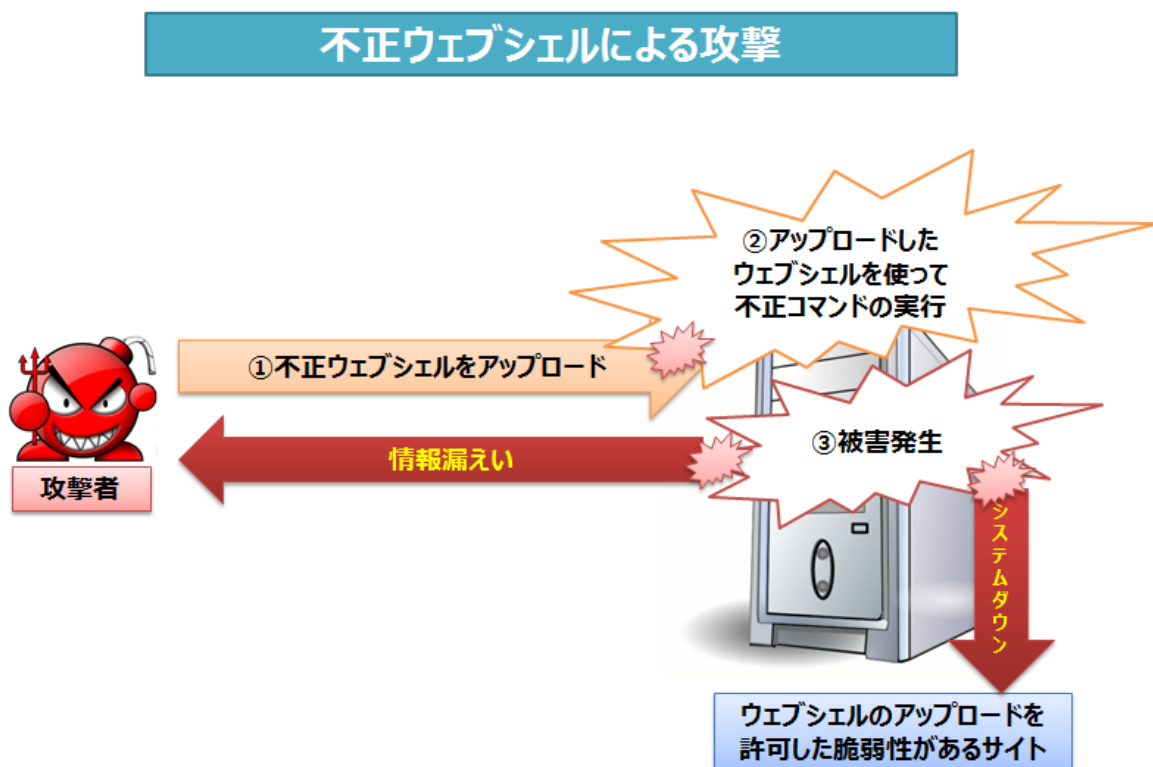 不正ウェブシェルによる攻撃
②アップロードした
ウェブシェルを使って
不正コマンドの実行
①不正ウェブシェルをアップロード
③被害発生
情報漏えい
攻撃者
システムダウン
ウェブシェルのアップロードを
許可した脆弱性があるサイト